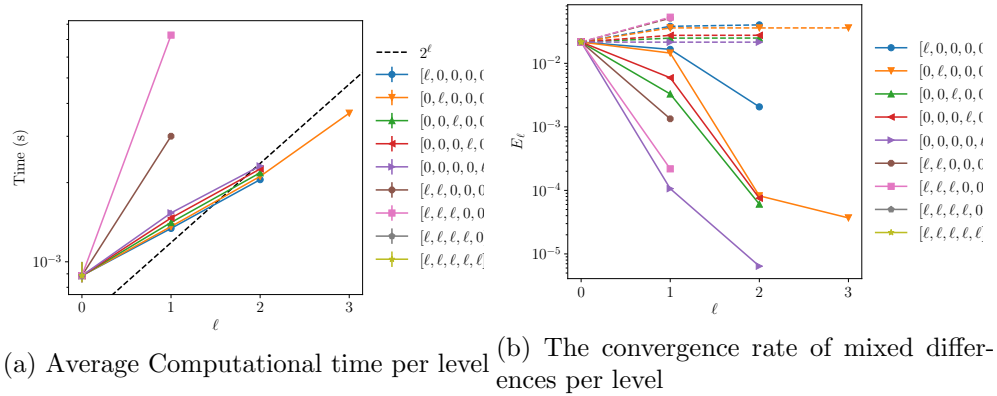 Time (s)
10⁻³
0 1 2 3
ℓ
2^ℓ
[ℓ, 0, 0, 0, 0
[0, ℓ, 0, 0, 0
[0, 0, ℓ, 0, 0
[0, 0, 0, ℓ, 0
[0, 0, 0, 0, ℓ
[ℓ, ℓ, 0, 0, 0
[ℓ, ℓ, ℓ, 0, 0
[ℓ, ℓ, ℓ, ℓ, 0
[ℓ, ℓ, ℓ, ℓ, ℓ]
(a) Average Computational time per level
E_ℓ
10⁻²
10⁻³
10⁻⁴
10⁻⁵
0 1 2 3
ℓ
[ℓ, 0, 0, 0, 0
[0, ℓ, 0, 0, 0
[0, 0, ℓ, 0, 0
[0, 0, 0, ℓ, 0
[0, 0, 0, 0, ℓ
[ℓ, ℓ, 0, 0, 0
[ℓ, ℓ, ℓ, 0, 0
[ℓ, ℓ, ℓ, ℓ, 0
[ℓ, ℓ, ℓ, ℓ, ℓ]
(b) The convergence rate of mixed differ-
ences per level